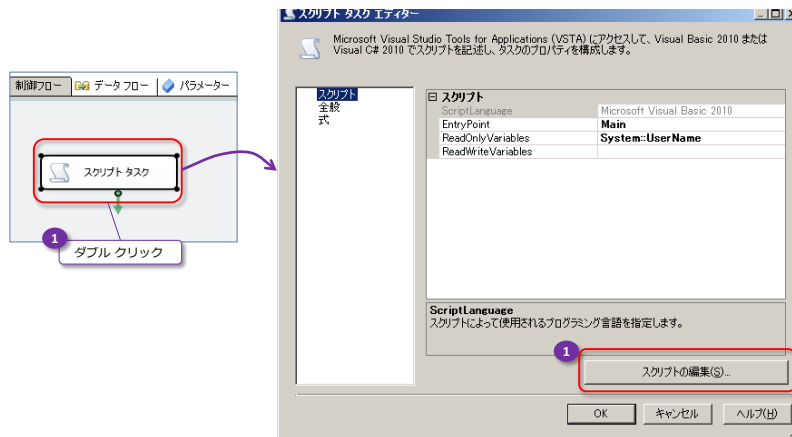 制御フロー データ フロー パラメーター
スクリプト タスク
1
ダブル クリック
スクリプト タスク エディター
Microsoft Visual Studio Tools for Applications (VSTA) にアクセスして、Visual Basic 2010 または
Visual C# 2010 でスクリプトを記述し、タスクのプロパティを構成します。
スクリプト
全般
式
スクリプト
ScriptLanguage Microsoft Visual Basic 2010
EntryPoint Main
ReadOnlyVariables System::UserName
ReadWriteVariables
ScriptLanguage
スクリプトによって使用されるプログラミング言語を指定します。
1
スクリプトの編集(S)...
OK キャンセル ヘルプ(H)